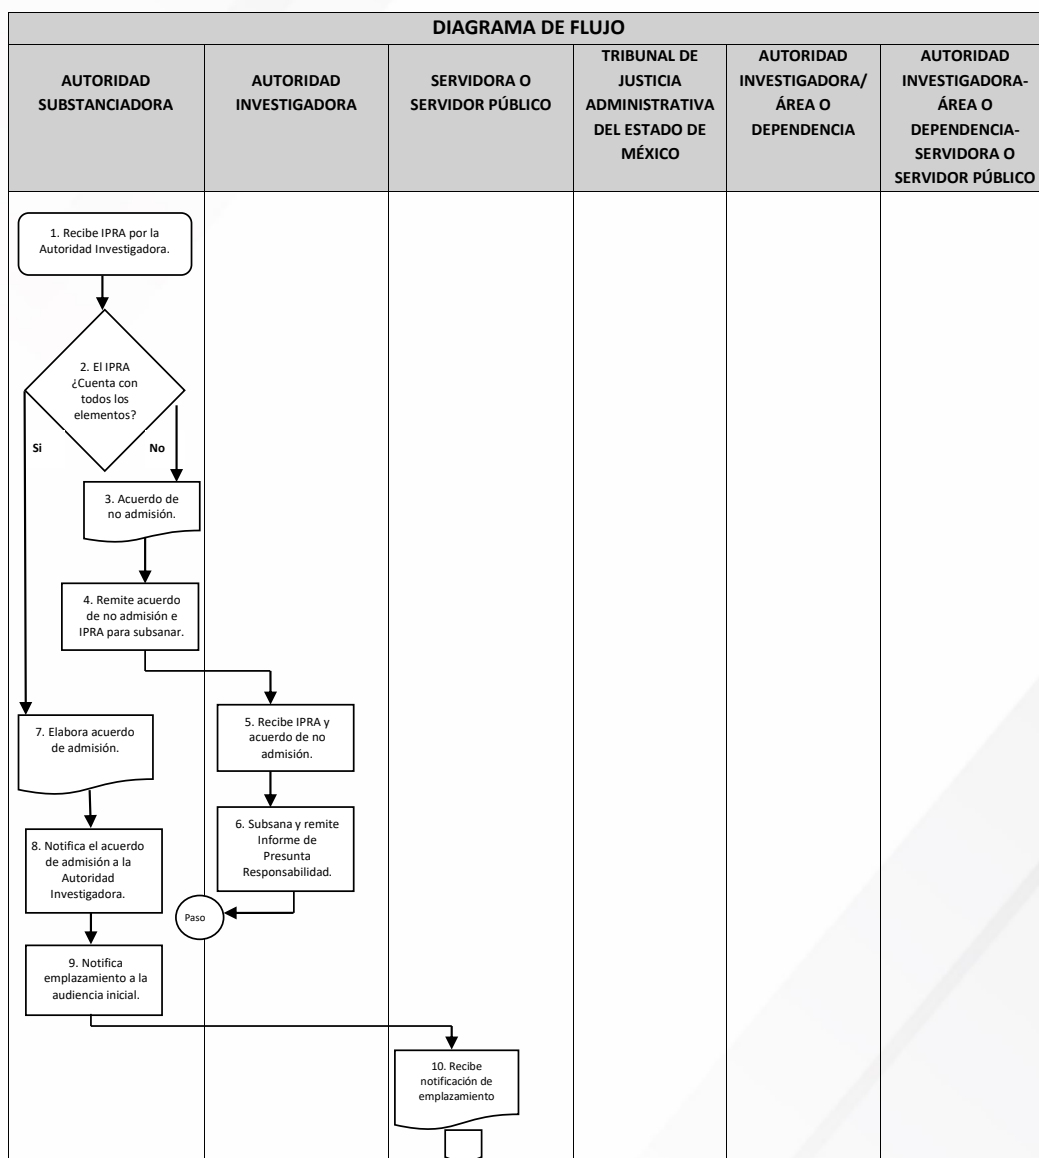 DIAGRAMA DE FLUJO
AUTORIDAD
SUBSTANCIADORA
AUTORIDAD
INVESTIGADORA
SERVIDORA O
SERVIDOR PÚBLICO
TRIBUNAL DE
JUSTICIA
ADMINISTRATIVA
DEL ESTADO DE
MÉXICO
AUTORIDAD
INVESTIGADORA/
ÁREA O
DEPENDENCIA
AUTORIDAD
INVESTIGADORA-
ÁREA O
DEPENDENCIA-
SERVIDORA O
SERVIDOR PÚBLICO
1. Recibe IPRA por la
Autoridad Investigadora.
2. El IPRA
¿Cuenta con
todos los
elementos?
Si
No
3. Acuerdo de
no admisión.
4. Remite acuerdo
de no admisión e
IPRA para subsanar.
5. Recibe IPRA y
acuerdo de no
admisión.
6. Subsana y remite
Informe de
Presunta
Responsabilidad.
Paso
7. Elabora acuerdo
de admisión.
8. Notifica el acuerdo
de admisión a la
Autoridad
Investigadora.
9. Notifica
emplazamiento a la
audiencia inicial.
10. Recibe
notificación de
emplazamiento